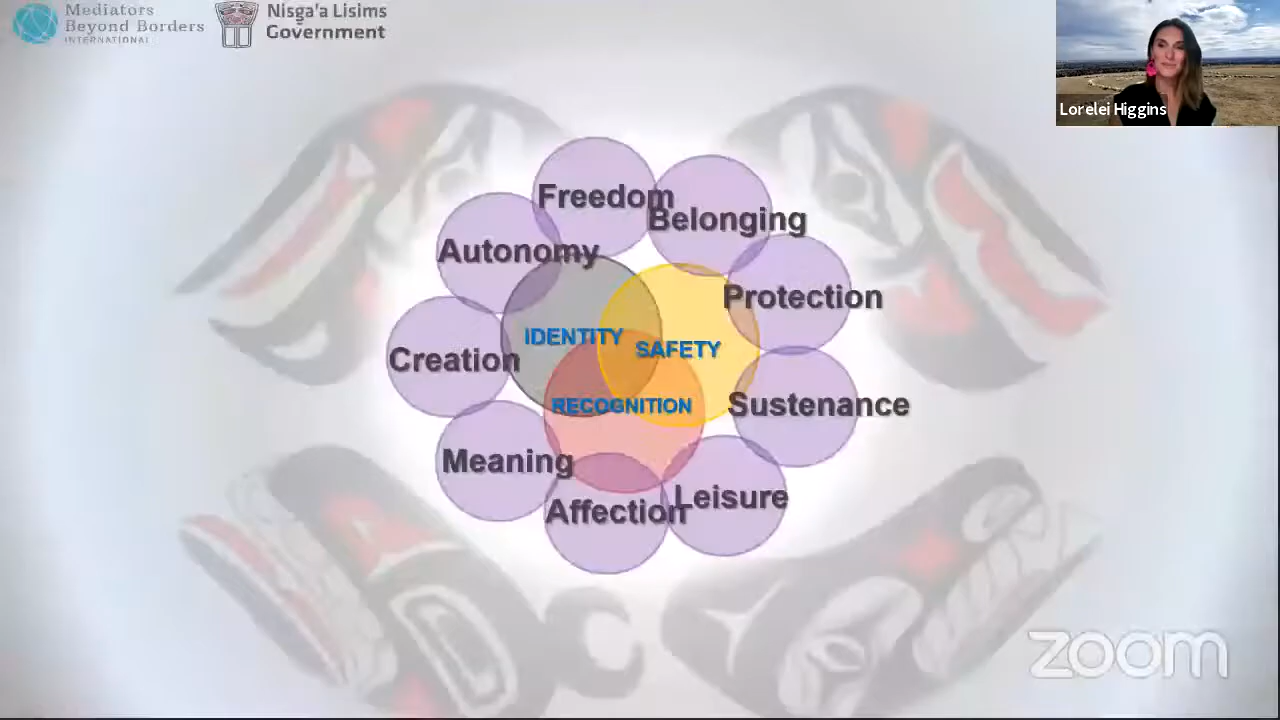 Mediators
Beyond Borders
INTERNATIONAL
Nisg̱a'a Lisims
Government
Lorelei Higgins
Freedom
Belonging
Autonomy
Protection
IDENTITY
SAFETY
Creation
RECOGNITION
Sustenance
Meaning
Leisure
Affection
zoom